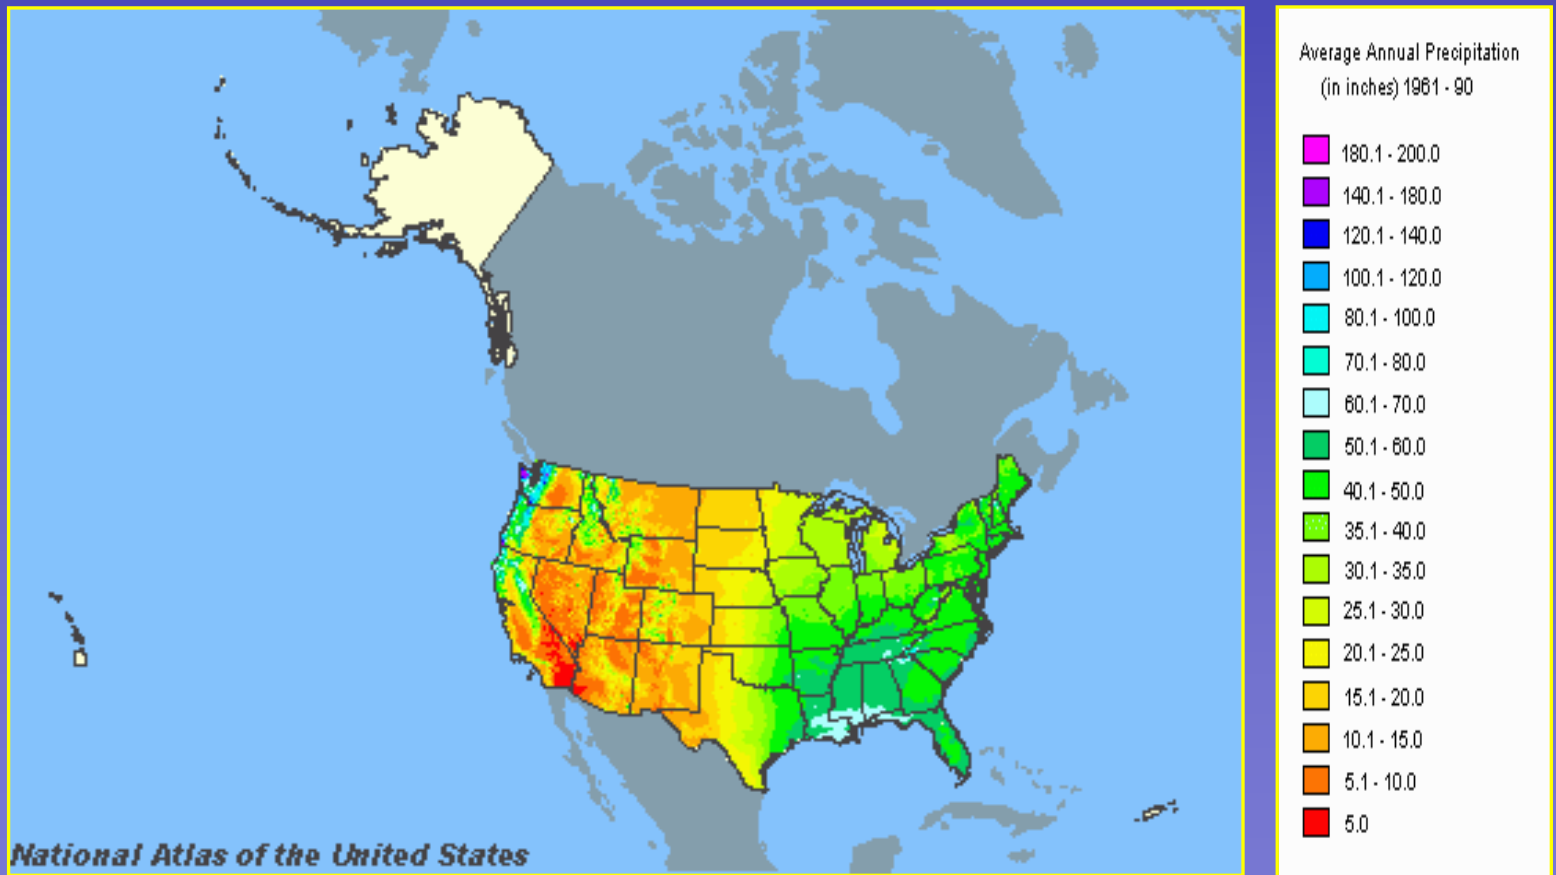 Average Annual Precipitation
(in inches) 1961 - 90
180.1 - 200.0
140.1 - 180.0
120.1 - 140.0
100.1 - 120.0
80.1 - 100.0
70.1 - 80.0
60.1 - 70.0
50.1 - 60.0
40.1 - 50.0
35.1 - 40.0
30.1 - 35.0
25.1 - 30.0
20.1 - 25.0
15.1 - 20.0
10.1 - 15.0
5.1 - 10.0
5.0
National Atlas of the United States